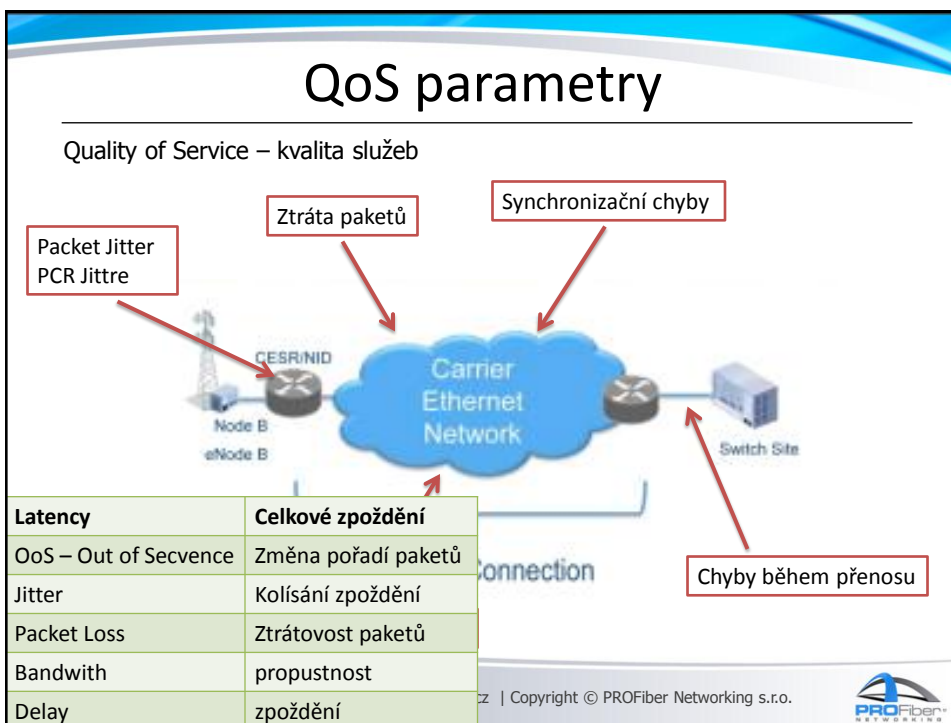 QoS parametry
Quality of Service – kvalita služeb
Ztráta paketů
Synchronizační chyby
Packet Jitter
PCR Jittre
CESR/NID
Carrier
Ethernet
Network
Node B
eNode B
Switch Site
Connection
Chyby během přenosu
Latency Celkové zpoždění
OoS – Out of Secvence Změna pořadí paketů
Jitter Kolísání zpoždění
Packet Loss Ztrátovost paketů
Bandwith propustnost
Delay zpoždění
cz | Copyright © PROFiber Networking s.r.o.
PROFiber
NETWORKING